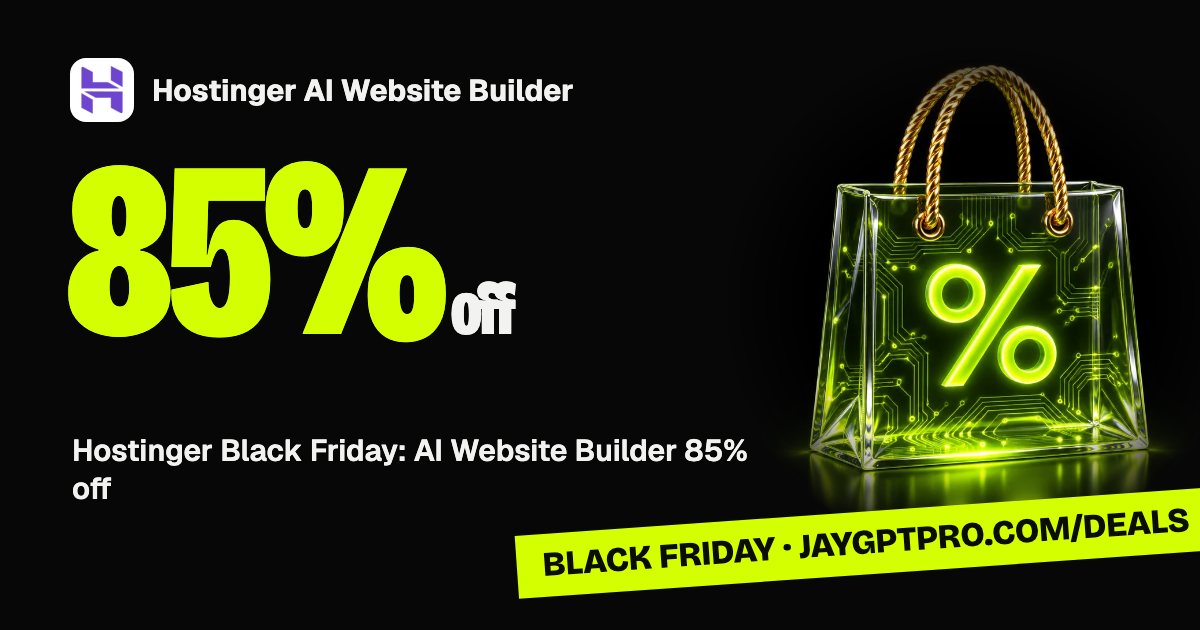 Hostinger AI Website Builder
85% off
Hostinger Black Friday: AI Website Builder 85%
off
%
BLACK FRIDAY · JAYGPTPRO.COM/DEALS